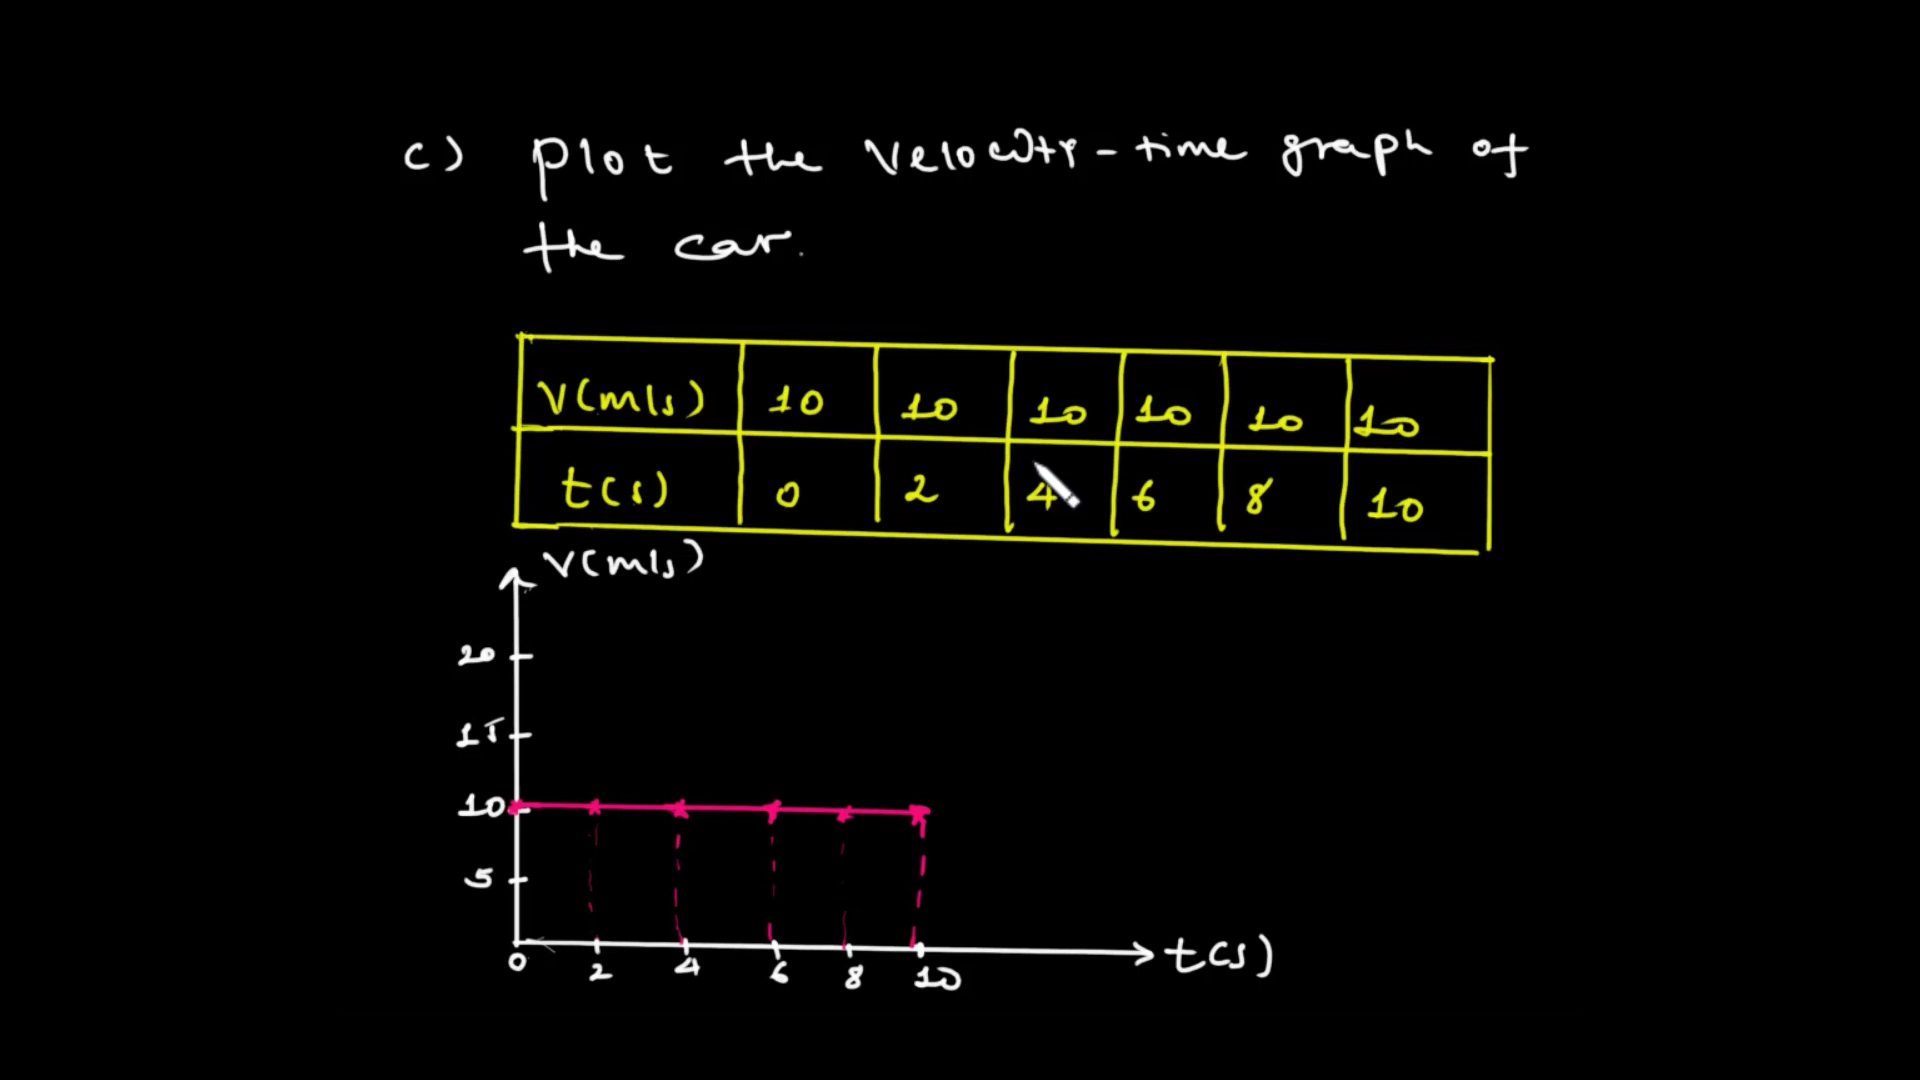 c) Plot the velocity-time graph of
the car.
V(m/s) 10 10 10 10 10 10
t(s) 0 2 4 6 8 10
V(m/s)
20
15
10
5
0 2 4 6 8 10 t(s)